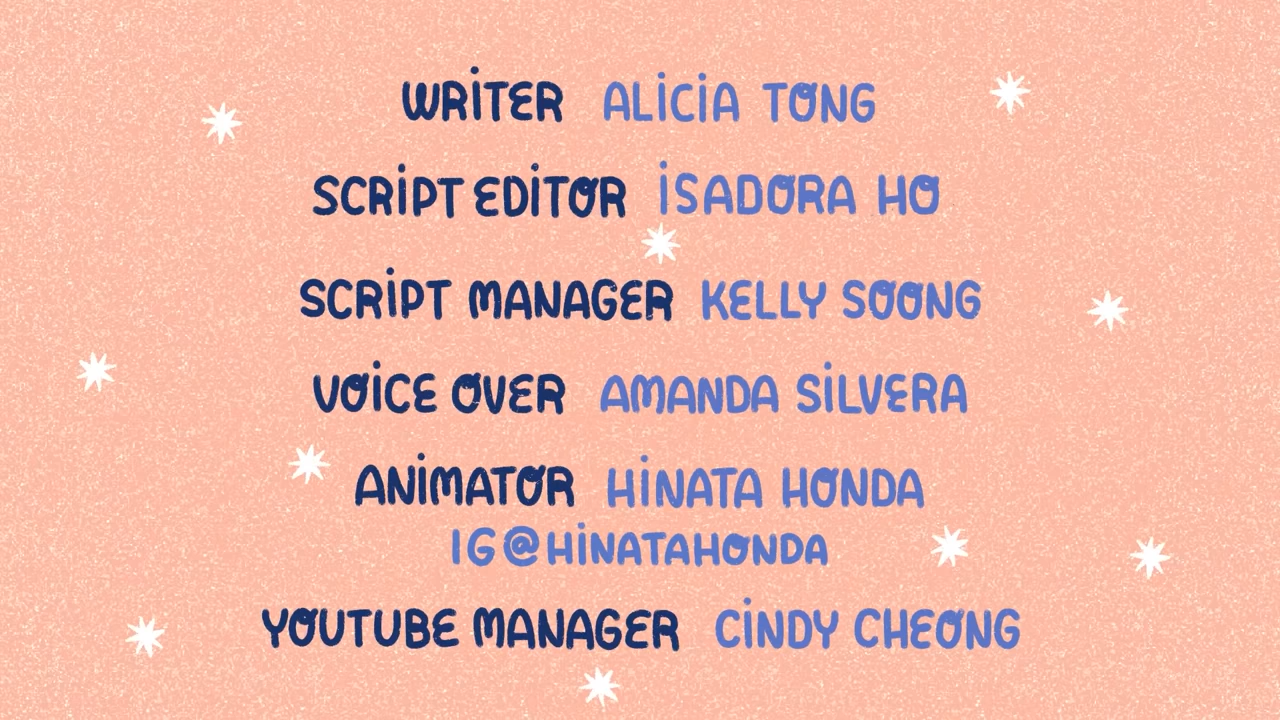 WRITER ALICIA TONG
SCRIPT EDITOR ISADORA HO
SCRIPT MANAGER KELLY SOONG
VOICE OVER AMANDA SILVERA
ANIMATOR HINATA HONDA
IG@HINATAHONDA
YOUTUBE MANAGER CINDY CHEONG